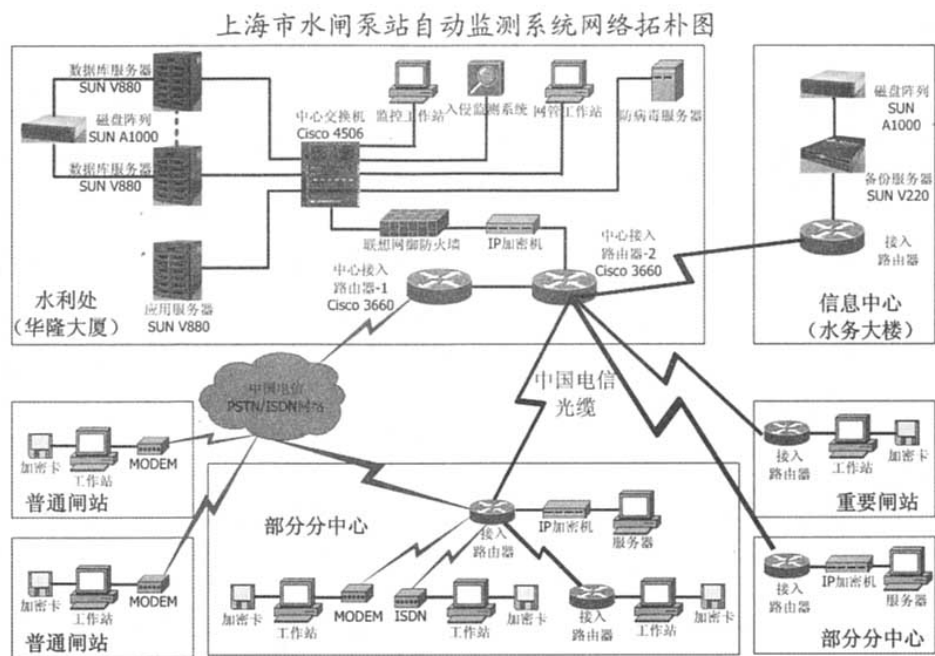 上海市水闸泵站自动监测系统网络拓朴图
数据库服务器
SUN V880
磁盘阵列
SUN A1000
数据库服务器
SUN V880
应用服务器
SUN V880
水利处
（华隆大厦）
中心交换机
Cisco 4506
监控工作站
入侵监测系统
网管工作站
防病毒服务器
联想网御防火墙
IP加密机
中心接入
路由器-1
Cisco 3660
中心接入
路由器-2
Cisco 3660
磁盘阵列
SUN
A1000
备份服务器
SUN V220
接入
路由器
信息中心
（水务大楼）
中国电信
PSTN/ISDN网络
中国电信
光缆
加密卡
工作站
MODEM
普通闸站
加密卡
工作站
MODEM
普通闸站
部分分中心
接入
路由器
IP加密机
服务器
加密卡
工作站
MODEM
ISDN
工作站
加密卡
接入
路由器
工作站
加密卡
接入
路由器
工作站
加密卡
重要闸站
接入
路由器
IP加密机
服务器
部分分中心